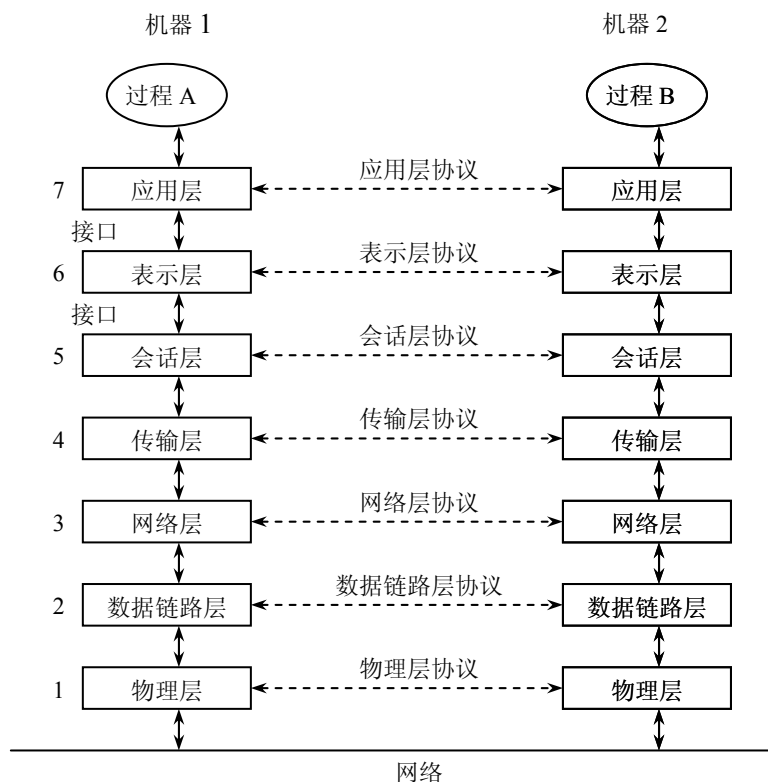 机器 1 机器 2
过程 A 过程 B
应用层协议
7 应用层 应用层
接口
表示层协议
6 表示层 表示层
接口
会话层协议
5 会话层 会话层
传输层协议
4 传输层 传输层
网络层协议
3 网络层 网络层
数据链路层协议
2 数据链路层 数据链路层
物理层协议
1 物理层 物理层
网络